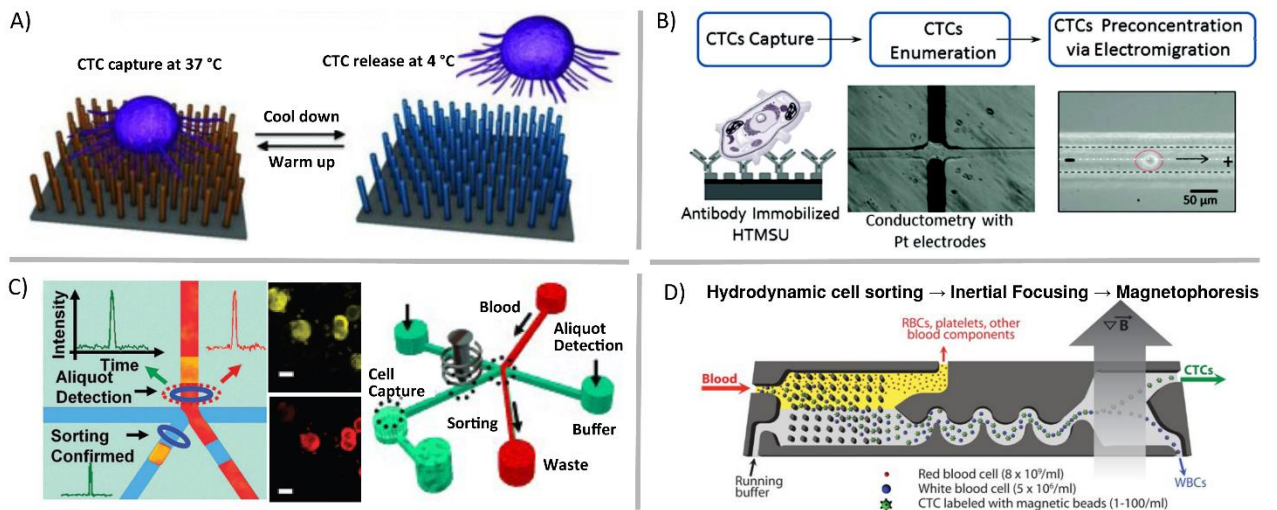 A)
CTC capture at 37 °C
CTC release at 4 °C
Cool down
Warm up
B)
CTCs Capture
CTCs
Enumeration
CTCs Preconcentration
via Electromigration
Antibody Immobilized
HTMSU
Conductometry with
Pt electrodes
-
+
50 µm
C)
Intensity
Time
Aliquot
Detection
Sorting
Confirmed
Blood
Aliquot
Detection
Cell
Capture
Sorting
Buffer
Waste
D)
Hydrodynamic cell sorting → Inertial Focusing → Magnetophoresis
RBCs, platelets, other
blood components
▽ B
Blood
CTCs
Running
buffer
WBCs
Red blood cell (8 x 10⁹/ml)
White blood cell (5 x 10⁶/ml)
CTC labeled with magnetic beads (1-100/ml)